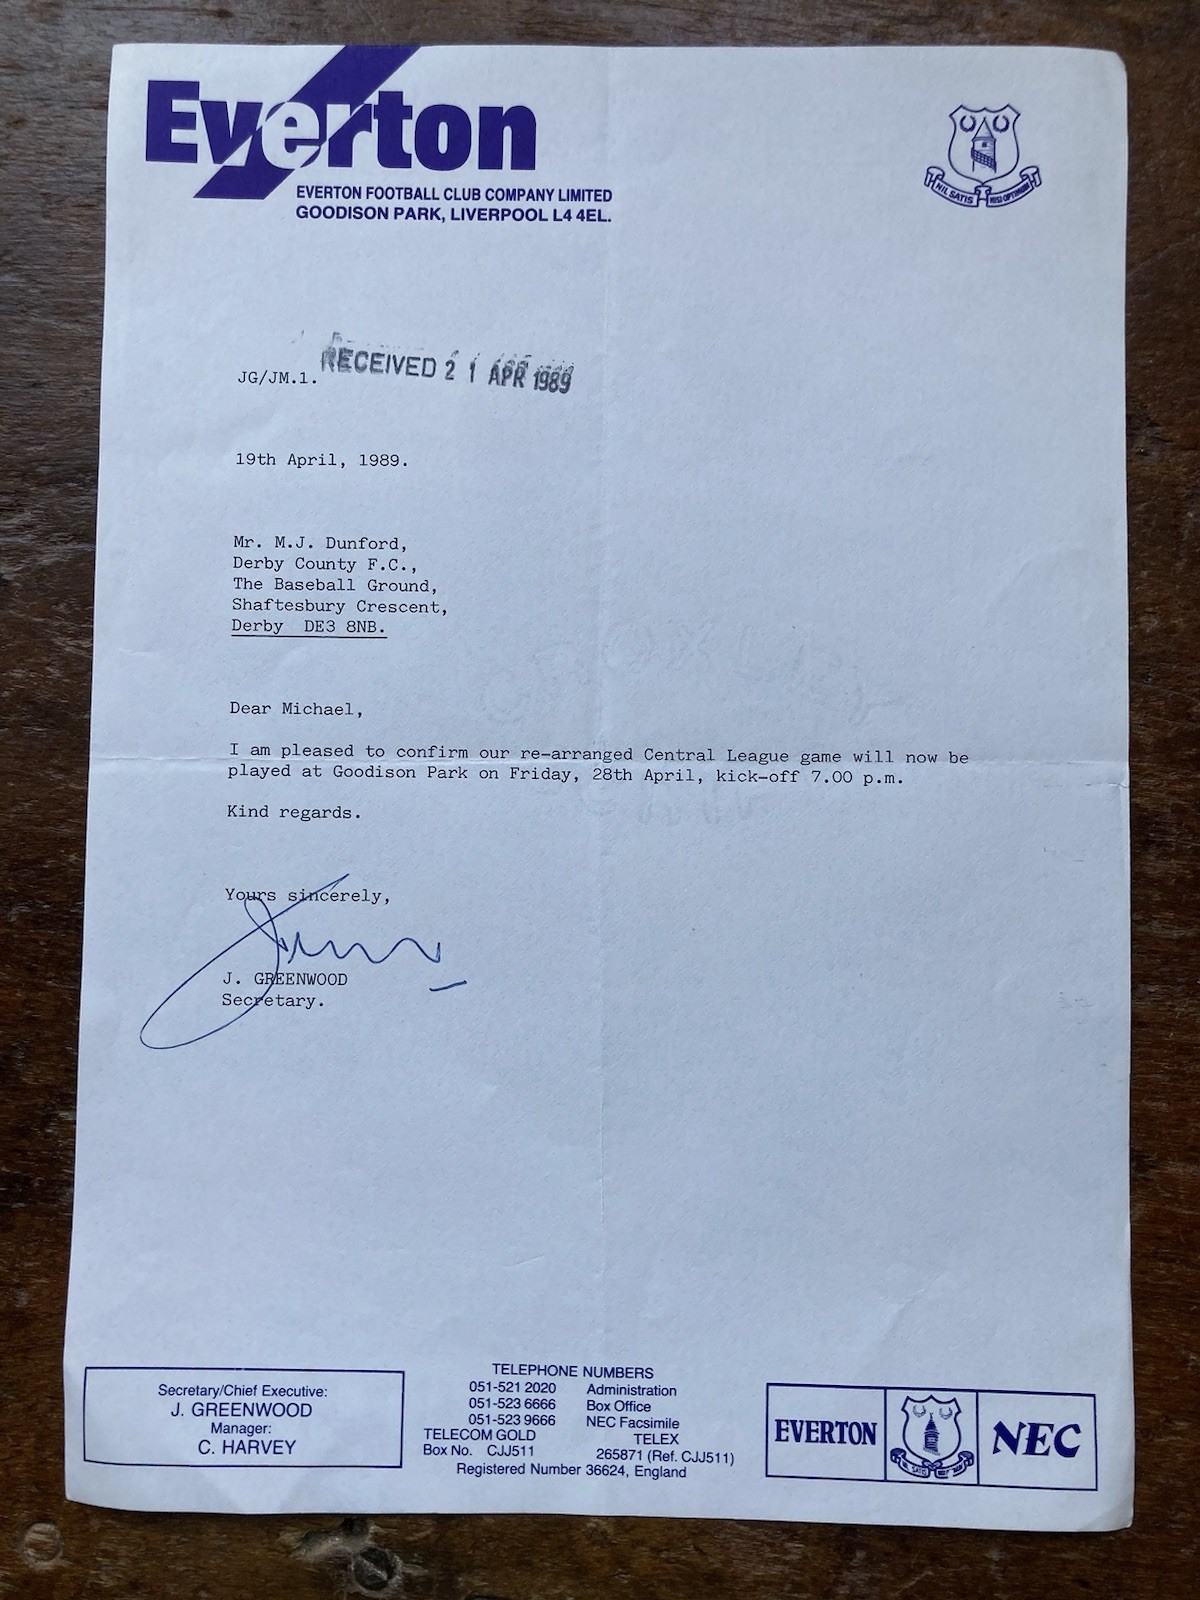 Everton
EVERTON FOOTBALL CLUB COMPANY LIMITED
GOODISON PARK, LIVERPOOL L4 4EL.
NIL SATIS NISI OPTIMUM
JG/JM.1.
RECEIVED 21 APR 1989
19th April, 1989.
Mr. M.J. Dunford,
Derby County F.C.,
The Baseball Ground,
Shaftesbury Crescent,
Derby DE3 8NB.
Dear Michael,
I am pleased to confirm our re-arranged Central League game will now be
played at Goodison Park on Friday, 28th April, kick-off 7.00 p.m.
Kind regards.
Yours sincerely,
J. GREENWOOD
Secretary.
Secretary/Chief Executive:
J. GREENWOOD
Manager:
C. HARVEY
TELEPHONE NUMBERS
051-521 2020 Administration
051-523 6666 Box Office
051-523 9666 NEC Facsimile
TELECOM GOLD TELEX
Box No. CJJ511 265871 (Ref. CJJ511)
Registered Number 36624, England
EVERTON
NEC